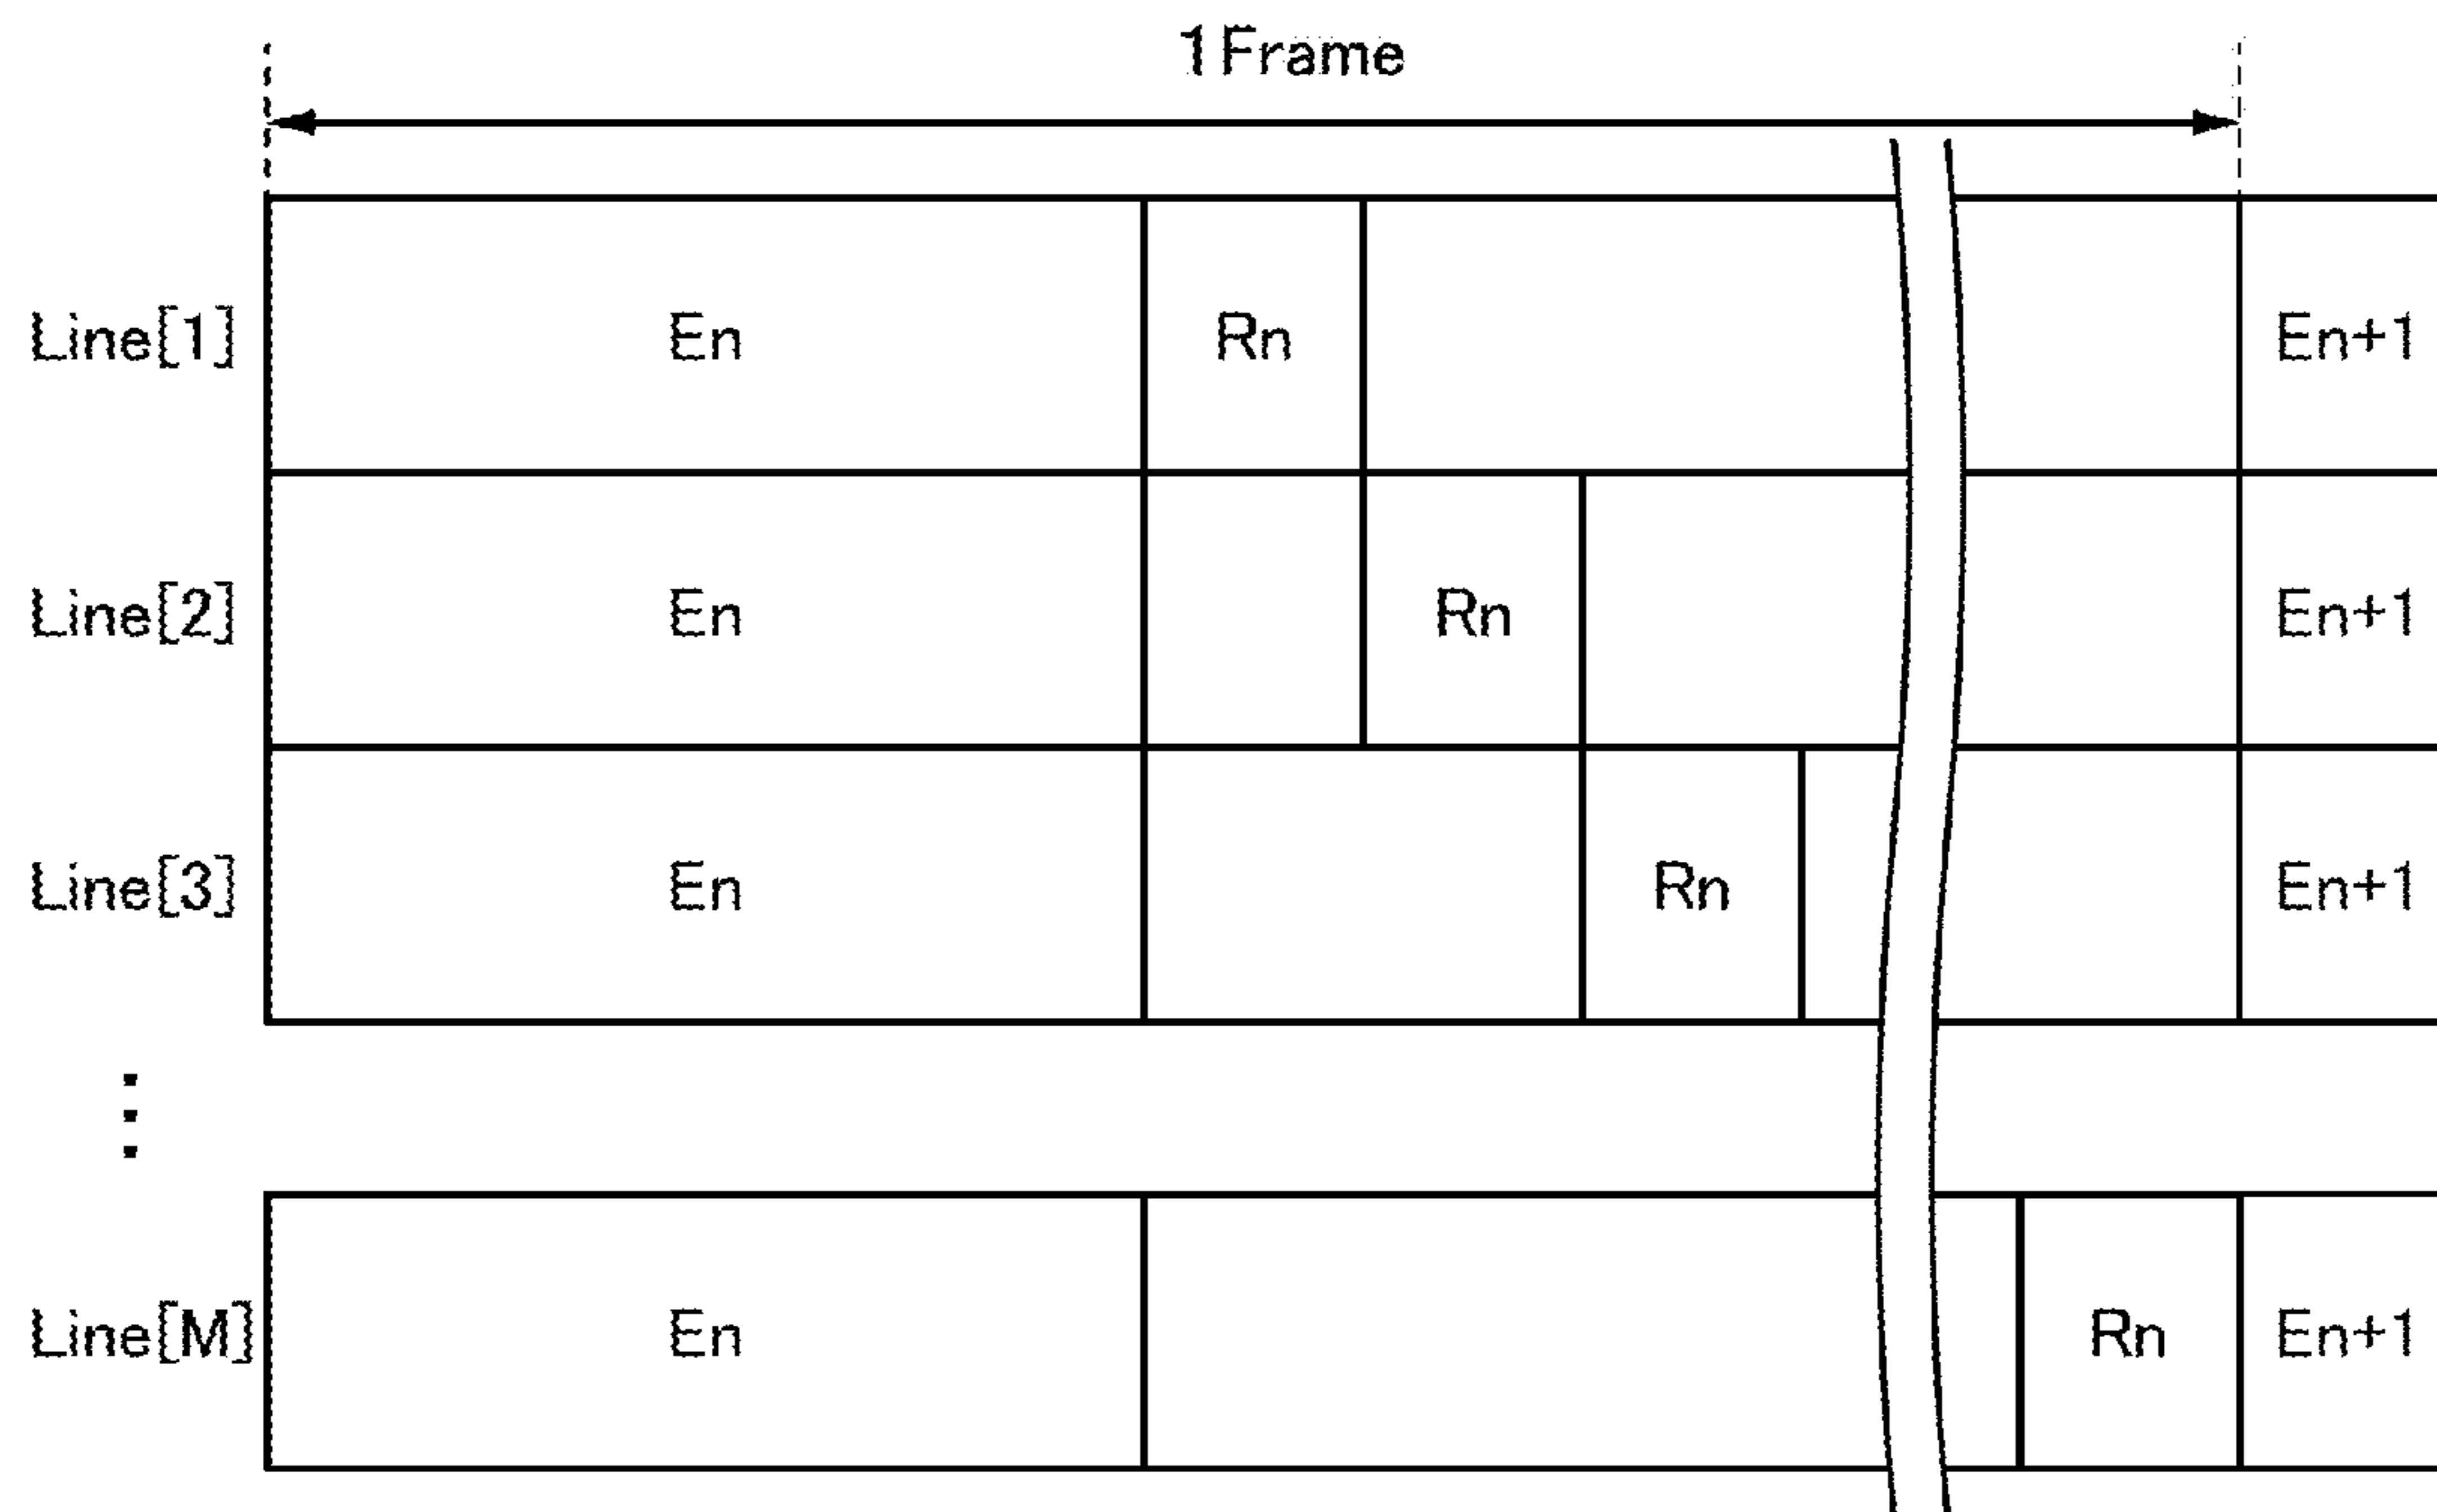 1Frame
Line[1] En Rn En+1
Line[2] En Rn En+1
Line[3] En Rn En+1
⋮
Line[M] En Rn En+1